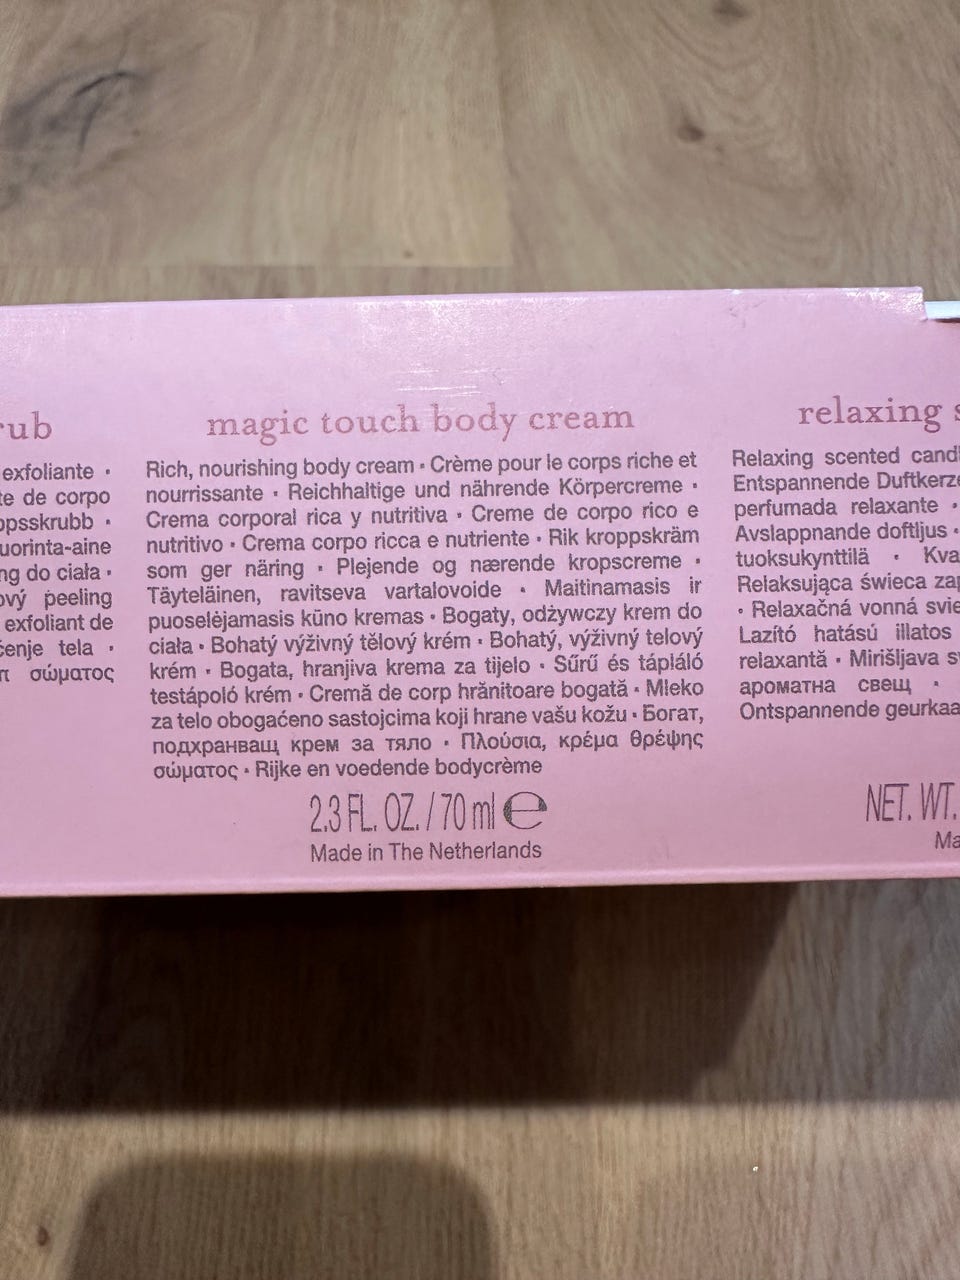 rub
exfoliante •
te de corpo
ppsskrubb •
uorinta-aine
ng do ciała •
ový peeling
exfoliant de
čenje tela •
π σώματος
magic touch body cream
Rich, nourishing body cream • Crème pour le corps riche et
nourrissante • Reichhaltige und nährende Körpercreme •
Crema corporal rica y nutritiva • Creme de corpo rico e
nutritivo • Crema corpo ricca e nutriente • Rik kroppskräm
som ger näring • Plejende og nærende kropscreme •
Täyteläinen, ravitseva vartalovoide • Maitinamasis ir
puoselėjamasis kūno kremas • Bogaty, odżywczy krem do
ciała • Bohatý výživný tělový krém • Bohatý, výživný telový
krém • Bogata, hranjiva krema za tijelo • Sűrű és tápláló
testápoló krém • Cremă de corp hrănitoare bogată • Mleko
za telo obogaćeno sastojcima koji hrane vašu kožu • Богат,
подхранващ крем за тяло • Πλούσια, κρέμα θρέψης
σώματος • Rijke en voedende bodycrème
2.3 FL. OZ. / 70 ml ℮
Made in The Netherlands
relaxing s
Relaxing scented candl
Entspannende Duftkerze
perfumada relaxante •
Avslappnande doftljus •
tuoksukynttilä • Kva
Relaksująca świeca zap
• Relaxačná vonná svie
Lazító hatású illatos
relaxantă • Mirišljava sv
ароматна свещ •
Ontspannende geurkaa
NET. WT.
Ma